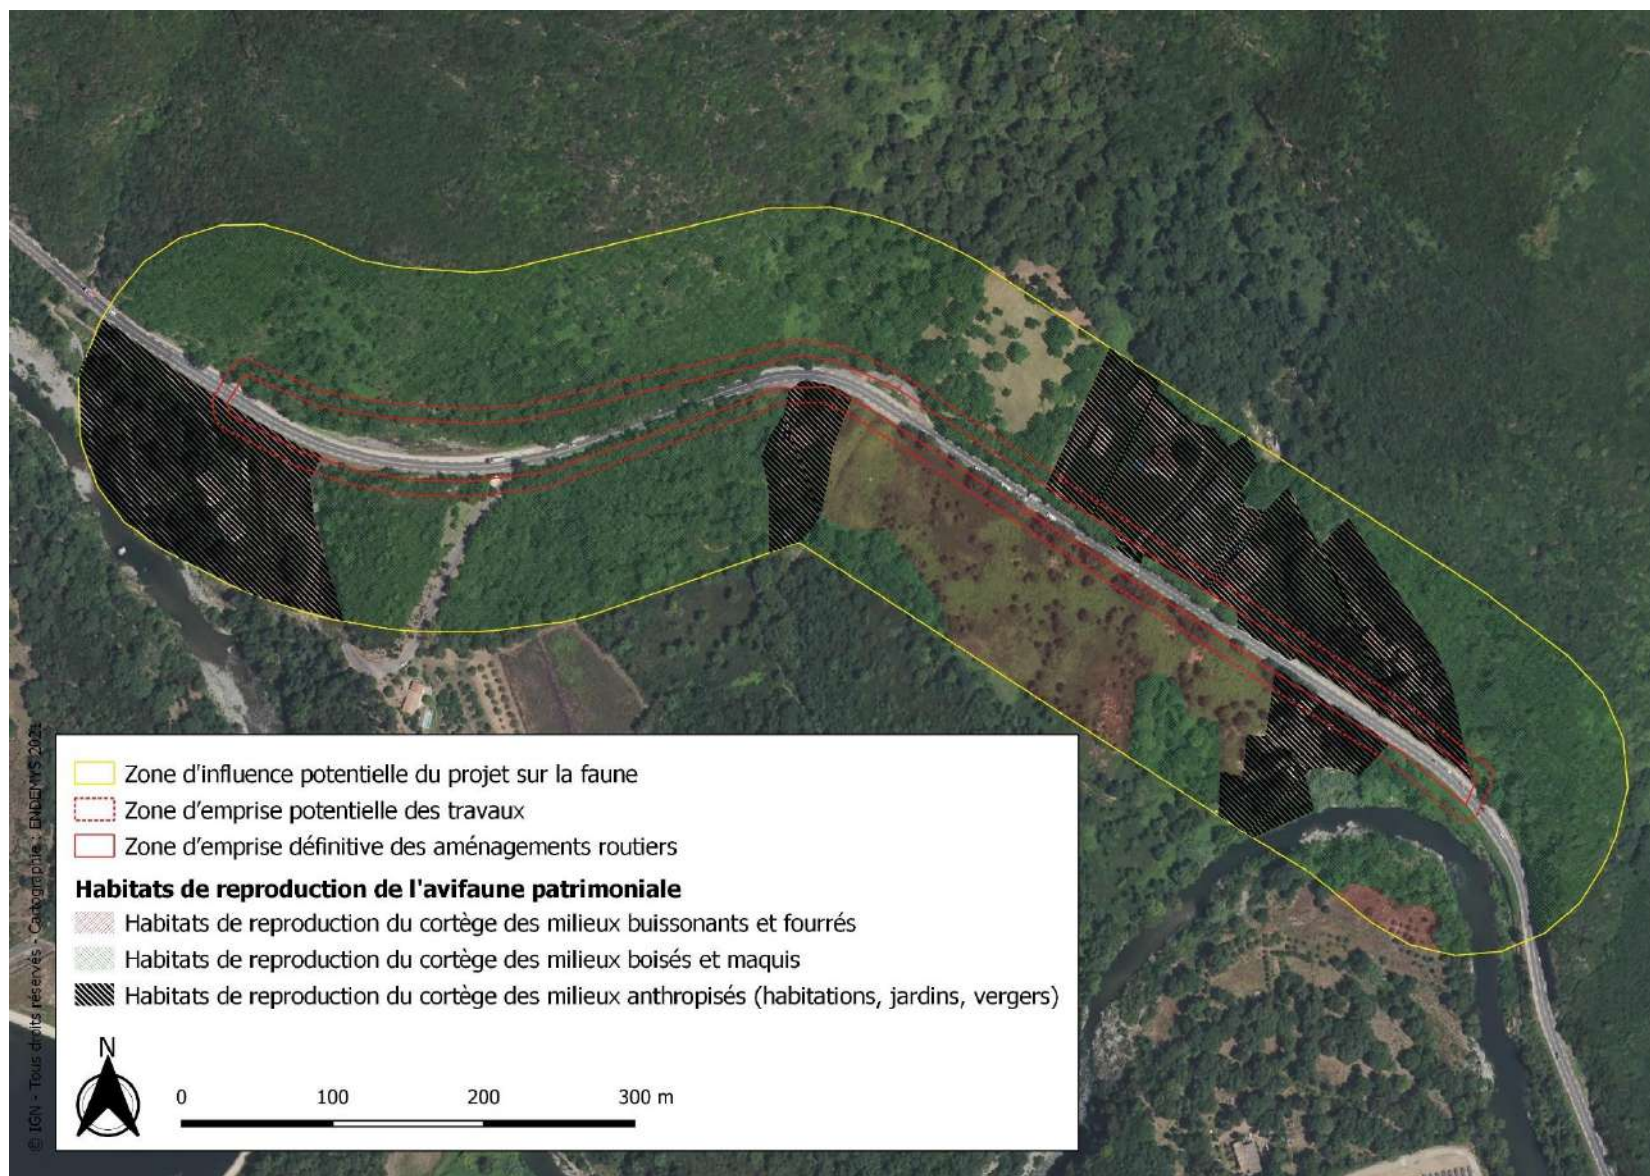 Zone d'influence potentielle du projet sur la faune
Zone d'emprise potentielle des travaux
Zone d'emprise définitive des aménagements routiers
Habitats de reproduction de l'avifaune patrimoniale
Habitats de reproduction du cortège des milieux buissonants et fourrés
Habitats de reproduction du cortège des milieux boisés et maquis
Habitats de reproduction du cortège des milieux anthropisés (habitations, jardins, vergers)
N
0 100 200 300 m
© IGN - Tous droits réservés - Cartographie : ENDEMYS 2021